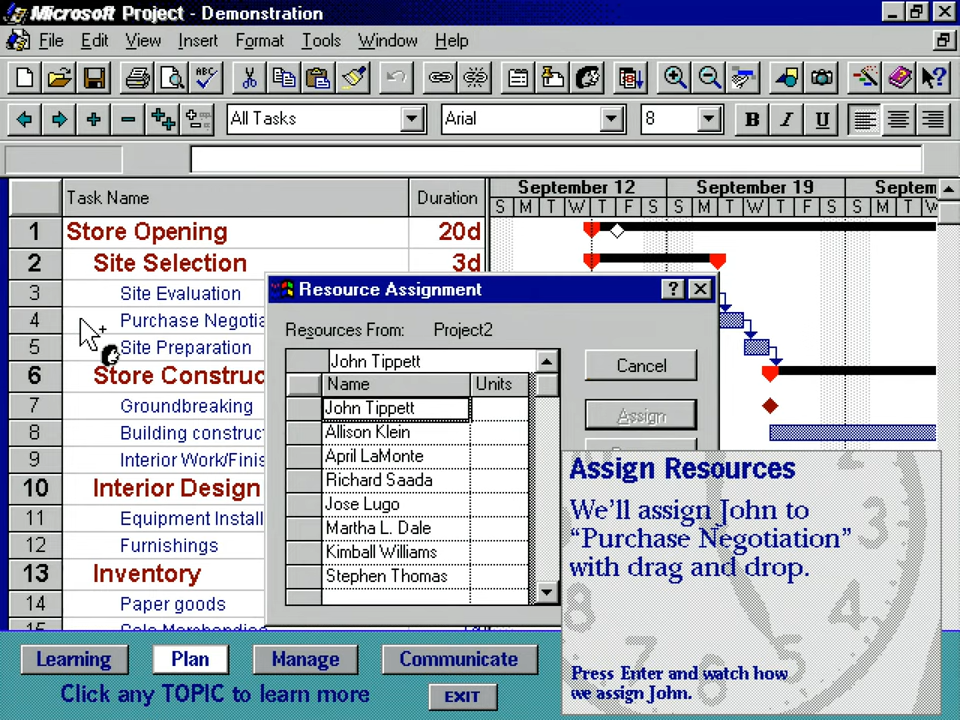 Microsoft Project - Demonstration
File Edit View Insert Format Tools Window Help
ABC
All Tasks Arial 8 B I U
Task Name Duration September 12 September 19 Septem
S M T W T F S S M T W T F S S M T W
1 Store Opening 20d
2 Site Selection 3d
3 Site Evaluation
4 Purchase Negotia
5 Site Preparation
6 Store Construc
7 Groundbreaking
8 Building construct
9 Interior Work/Finis
10 Interior Design
11 Equipment Install
12 Furnishings
13 Inventory
14 Paper goods
Resource Assignment
Resources From: Project2
John Tippett
Name Units
John Tippett
Allison Klein
April LaMonte
Richard Saada
Jose Lugo
Martha L. Dale
Kimball Williams
Stephen Thomas
Cancel
Assign
Assign Resources
We'll assign John to
“Purchase Negotiation”
with drag and drop.
Press Enter and watch how
we assign John.
Learning Plan Manage Communicate
Click any TOPIC to learn more EXIT